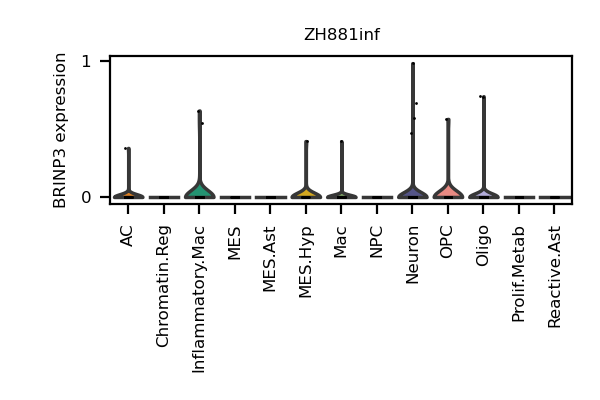 ZH881inf
BRINP3 expression
1
0
AC
Chromatin.Reg
Inflammatory.Mac
MES
MES.Ast
MES.Hyp
Mac
NPC
Neuron
OPC
Oligo
Prolif.Metab
Reactive.Ast